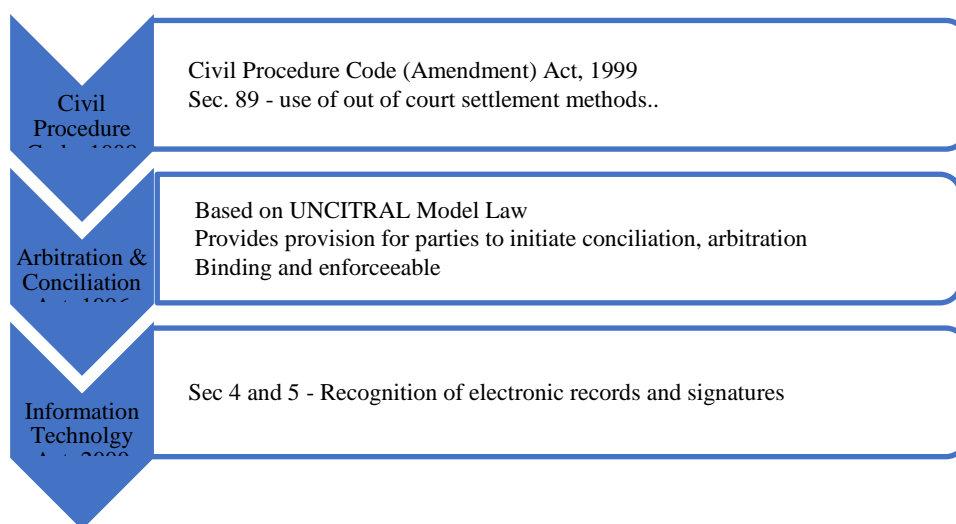 Civil
Procedure
Civil Procedure Code (Amendment) Act, 1999
Sec. 89 - use of out of court settlement methods..
Arbitration &
Conciliation
Based on UNCITRAL Model Law
Provides provision for parties to initiate conciliation, arbitration
Binding and enforceeable
Information
Technolgy
Sec 4 and 5 - Recognition of electronic records and signatures